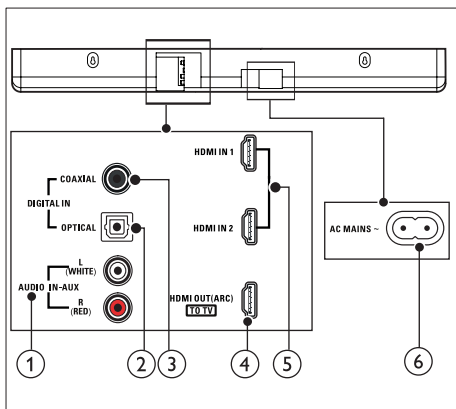 HDMI IN 1
COAXIAL
DIGITAL IN
OPTICAL
HDMI IN 2
AC MAINS ~
L
(WHITE)
AUDIO IN-AUX
R
(RED)
HDMI OUT(ARC)
TO TV
1
2
3
4
5
6